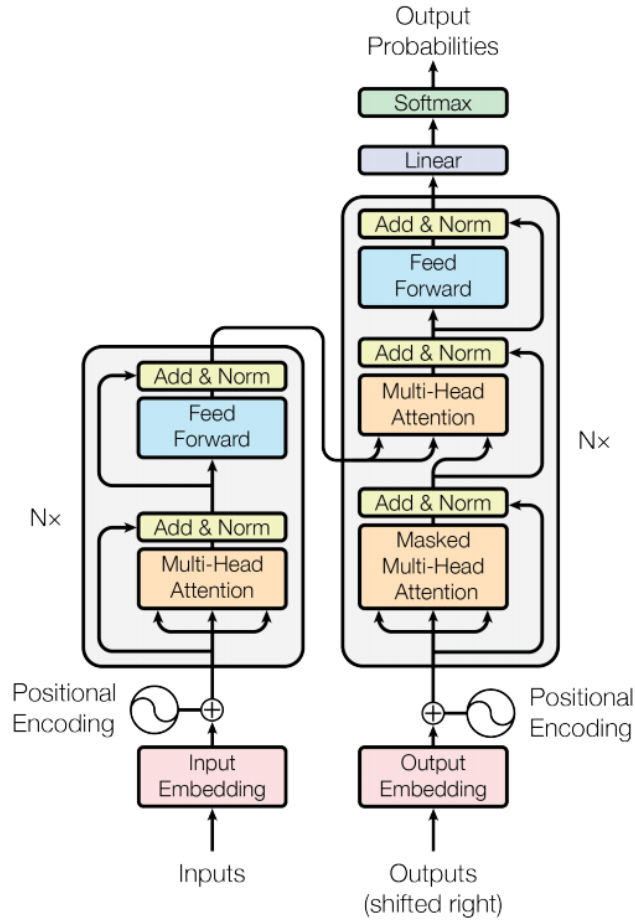 Output
Probabilities
Softmax
Linear
Add & Norm
Feed
Forward
Add & Norm
Multi-Head
Attention
Add & Norm
Masked
Multi-Head
Attention
N×
Add & Norm
Feed
Forward
Add & Norm
Multi-Head
Attention
N×
Positional
Encoding
Positional
Encoding
Input
Embedding
Output
Embedding
Inputs
Outputs
(shifted right)